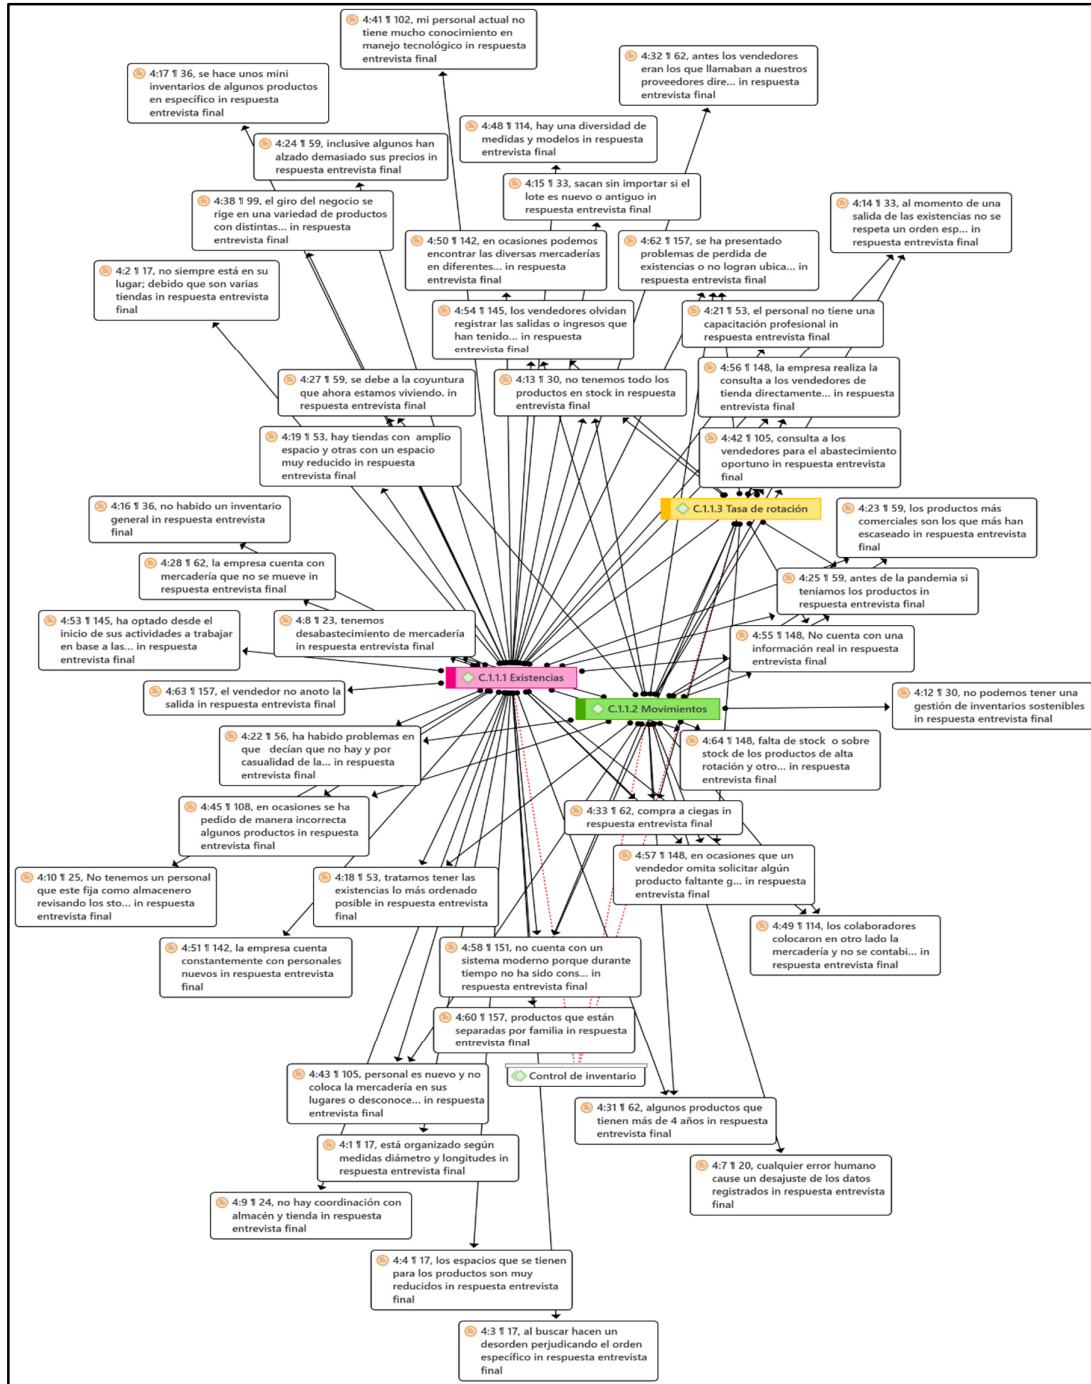 4:41 ¶ 102, mi personal actual no
tiene mucho conocimiento en
manejo tecnológico in respuesta
entrevista final
4:32 ¶ 62, antes los vendedores
eran los que llamaban a nuestros
proveedores dire... in respuesta
entrevista final
4:17 ¶ 36, se hace unos mini
inventarios de algunos productos
en específico in respuesta
entrevista final
4:48 ¶ 114, hay una diversidad de
medidas y modelos in respuesta
entrevista final
4:24 ¶ 59, inclusive algunos han
alzado demasiado sus precios in
respuesta entrevista final
4:15 ¶ 33, sacan sin importar si el
lote es nuevo o antiguo in
respuesta entrevista final
4:38 ¶ 99, el giro del negocio se
rige en una variedad de productos
con distintas... in respuesta
entrevista final
4:14 ¶ 33, al momento de una
salida de las existencias no se
respeta un orden esp... in
respuesta entrevista final
4:50 ¶ 142, en ocasiones podemos
encontrar las diversas mercaderías
en diferentes... in respuesta
entrevista final
4:62 ¶ 157, se ha presentado
problemas de perdida de
existencias o no logran ubica... in
respuesta entrevista final
4:2 ¶ 17, no siempre está en su
lugar; debido que son varias
tiendas in respuesta entrevista
final
4:54 ¶ 145, los vendedores olvidan
registrar las salidas o ingresos que
han tenido... in respuesta
entrevista final
4:21 ¶ 53, el personal no tiene una
capacitación profesional in
respuesta entrevista final
4:27 ¶ 59, se debe a la coyuntura
que ahora estamos viviendo. in
respuesta entrevista final
4:13 ¶ 30, no tenemos todo los
productos en stock in respuesta
entrevista final
4:56 ¶ 148, la empresa realiza la
consulta a los vendedores de
tienda directamente... in respuesta
entrevista final
4:19 ¶ 53, hay tiendas con amplio
espacio y otras con un espacio
muy reducido in respuesta
entrevista final
4:42 ¶ 105, consulta a los
vendedores para el abastecimiento
oportuno in respuesta entrevista
final
C.1.1.3 Tasa de rotación
4:16 ¶ 36, no habido un inventario
general in respuesta entrevista
final
4:23 ¶ 59, los productos más
comerciales son los que más han
escaseado in respuesta entrevista
final
4:28 ¶ 62, la empresa cuenta con
mercadería que no se mueve in
respuesta entrevista final
4:25 ¶ 59, antes de la pandemia si
teníamos los productos in
respuesta entrevista final
4:53 ¶ 145, ha optado desde el
inicio de sus actividades a trabajar
en base a las... in respuesta
entrevista final
4:8 ¶ 23, tenemos
desabastecimiento de mercadería
in respuesta entrevista final
4:55 ¶ 148, No cuenta con una
información real in respuesta
entrevista final
C.1.1.1 Existencias
4:63 ¶ 157, el vendedor no anoto la
salida in respuesta entrevista final
C.1.1.2 Movimientos
4:12 ¶ 30, no podemos tener una
gestión de inventarios sostenibles
in respuesta entrevista final
4:22 ¶ 56, ha habido problemas en
que decían que no hay y por
casualidad de la... in respuesta
entrevista final
4:64 ¶ 148, falta de stock o sobre
stock de los productos de alta
rotación y otro... in respuesta
entrevista final
4:45 ¶ 108, en ocasiones se ha
pedido de manera incorrecta
algunos productos in respuesta
entrevista final
4:33 ¶ 62, compra a ciegas in
respuesta entrevista final
4:10 ¶ 25, No tenemos un personal
que este fija como almacenero
revisando los sto... in respuesta
entrevista final
4:18 ¶ 53, tratamos tener las
existencias lo más ordenado
posible in respuesta entrevista
final
4:57 ¶ 148, en ocasiones que un
vendedor omita solicitar algún
producto faltante g... in respuesta
entrevista final
4:51 ¶ 142, la empresa cuenta
constantemente con personales
nuevos in respuesta entrevista
final
4:58 ¶ 151, no cuenta con un
sistema moderno porque durante
tiempo no ha sido cons... in
respuesta entrevista final
4:49 ¶ 114, los colaboradores
colocaron en otro lado la
mercadería y no se contabi... in
respuesta entrevista final
4:60 ¶ 157, productos que están
separadas por familia in respuesta
entrevista final
4:43 ¶ 105, personal es nuevo y no
coloca la mercadería en sus
lugares o desconoce... in respuesta
entrevista final
Control de inventario
4:31 ¶ 62, algunos productos que
tienen más de 4 años in respuesta
entrevista final
4:1 ¶ 17, está organizado según
medidas diámetro y longitudes in
respuesta entrevista final
4:7 ¶ 20, cualquier error humano
cause un desajuste de los datos
registrados in respuesta entrevista
final
4:9 ¶ 24, no hay coordinación con
almacén y tienda in respuesta
entrevista final
4:4 ¶ 17, los espacios que se tienen
para los productos son muy
reducidos in respuesta entrevista
final
4:3 ¶ 17, al buscar hacen un
desorden perjudicando el orden
específico in respuesta entrevista
final